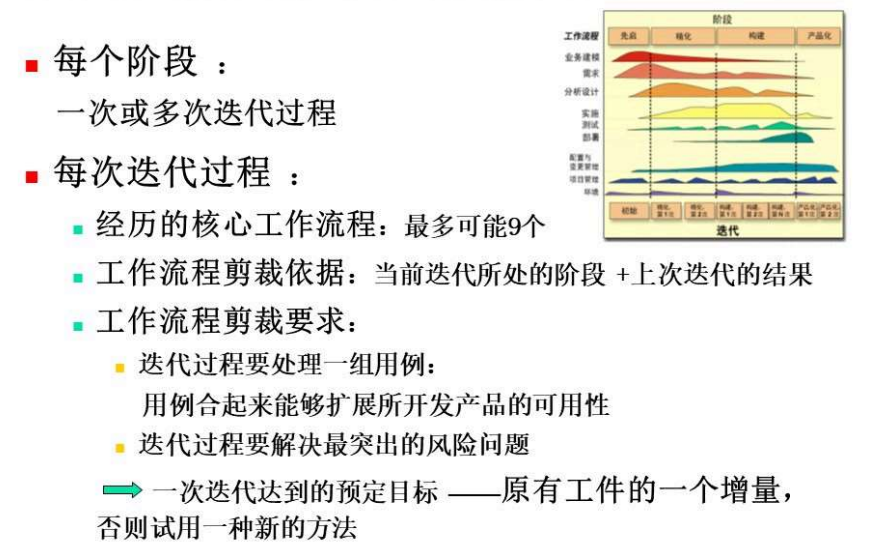 每个阶段 ：
一次或多次迭代过程
每次迭代过程 ：
经历的核心工作流程：最多可能9个
工作流程剪裁依据：当前迭代所处的阶段 +上次迭代的结果
工作流程剪裁要求：
迭代过程要处理一组用例：
用例合起来能够扩展所开发产品的可用性
迭代过程要解决最突出的风险问题
一次迭代达到的预定目标 ——原有工件的一个增量，
否则试用一种新的方法
阶段
工作流程 先启 精化 构建 产品化
业务建模
需求
分析设计
实施
测试
部署
配置与
变更管理
项目管理
环境
初始 精化, 精化, 构建, 构建, 构建, 产品化, 产品化,
第1次 第2次 第1次 第2次 第N次 第1次 第2次
迭代